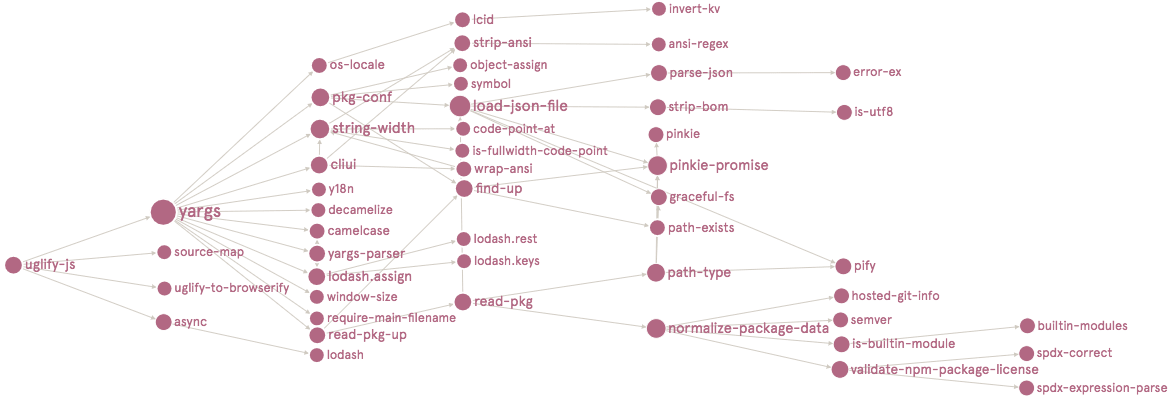 uglify-js
yargs
source-map
uglify-to-browserify
async
os-locale
pkg-conf
string-width
cliui
y18n
decamelize
camelcase
yargs-parser
lodash.assign
window-size
require-main-filename
read-pkg-up
lodash
lcid
strip-ansi
object-assign
symbol
load-json-file
code-point-at
is-fullwidth-code-point
wrap-ansi
find-up
lodash.rest
lodash.keys
read-pkg
invert-kv
ansi-regex
parse-json
strip-bom
pinkie
pinkie-promise
graceful-fs
path-exists
path-type
normalize-package-data
error-ex
is-utf8
pify
hosted-git-info
semver
is-builtin-module
validate-npm-package-license
builtin-modules
spdx-correct
spdx-expression-parse